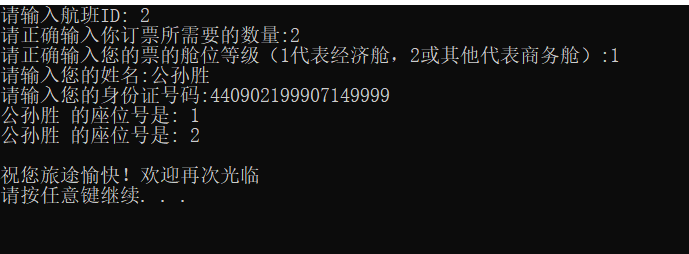 请输入航班ID: 2
请正确输入你订票所需要的数量:2
请正确输入您的票的舱位等级（1代表经济舱，2或其他代表商务舱）:1
请输入您的姓名:公孙胜
请输入您的身份证号码:440902199907149999
公孙胜 的座位号是: 1
公孙胜 的座位号是: 2
祝您旅途愉快！欢迎再次光临
请按任意键继续. . .